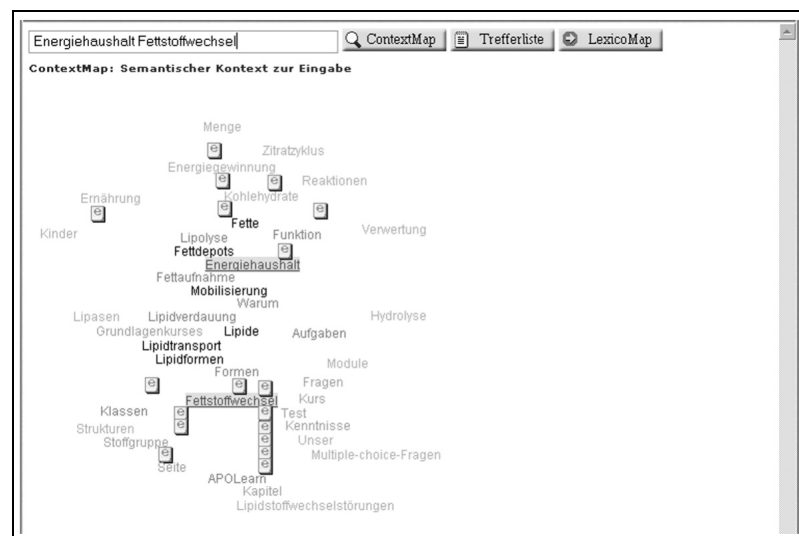 Energiehaushalt Fettstoffwechsel
ContextMap
Trefferliste
LexicoMap
ContextMap: Semantischer Kontext zur Eingabe
Menge
e
Zitratzyklus
Energiegewinnung
e
e
Reaktionen
Ernährung
Kohlehydrate
e
e
e
Fette
Kinder
Lipolyse
Funktion
Verwertung
Fettdepots
e
Energiehaushalt
Fettaufnahme
Mobilisierung
Warum
Lipasen
Lipidverdauung
Hydrolyse
Grundlagenkurses
Lipide
Aufgaben
Lipidtransport
Lipidformen
Module
Formen
e
e
e
Fragen
Fettstoffwechsel
Kurs
Klassen
e
e
Test
Strukturen
e
e
Kenntnisse
Stoffgruppe
e
Unser
e
e
Multiple-choice-Fragen
Seite
e
APOLearn
Kapitel
Lipidstoffwechselstörungen